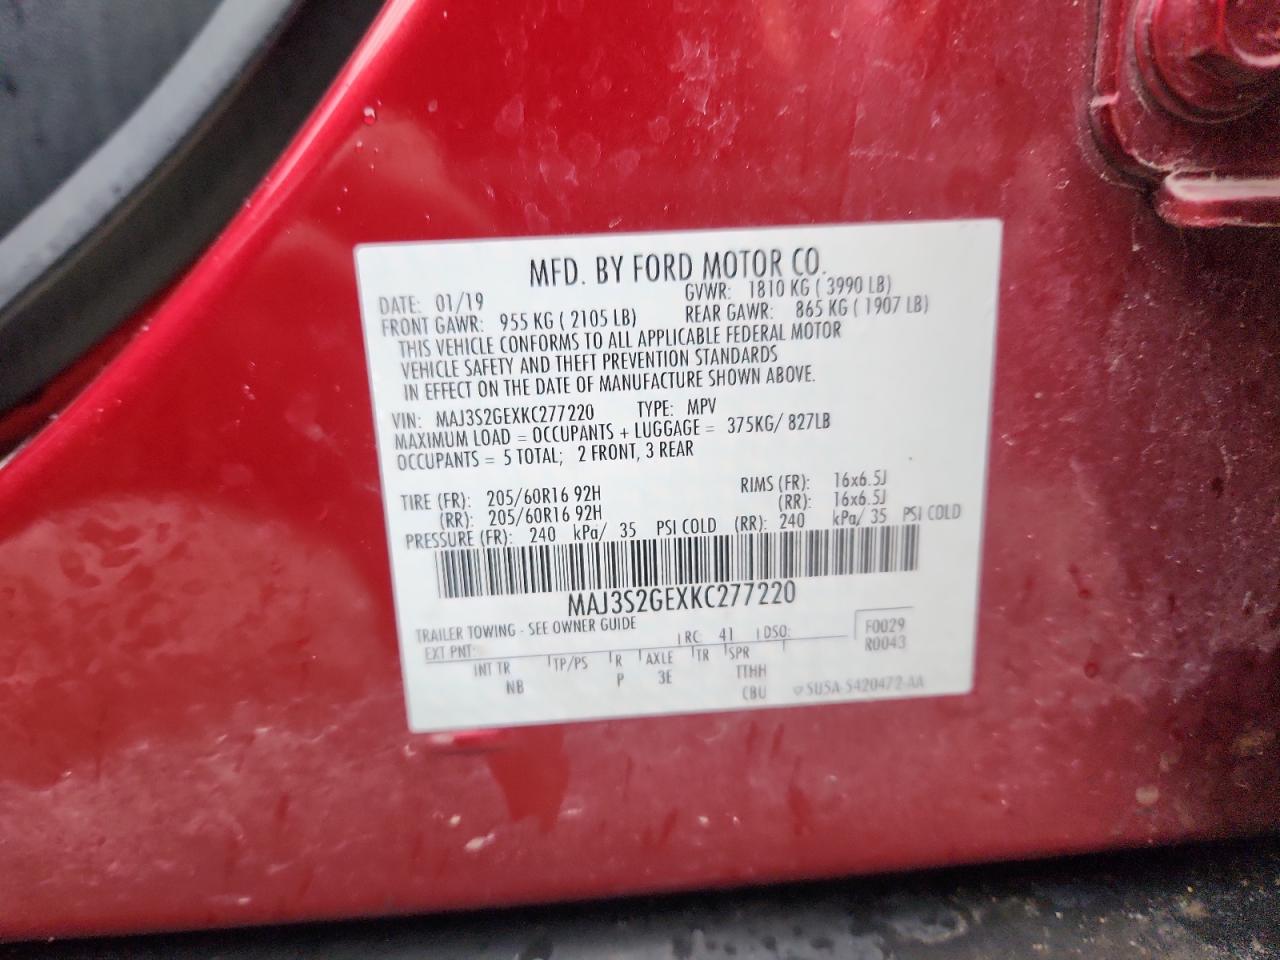 MFD. BY FORD MOTOR CO.
DATE: 01/19 GVWR: 1810 KG ( 3990 LB)
FRONT GAWR: 955 KG ( 2105 LB) REAR GAWR: 865 KG ( 1907 LB)
THIS VEHICLE CONFORMS TO ALL APPLICABLE FEDERAL MOTOR
VEHICLE SAFETY AND THEFT PREVENTION STANDARDS
IN EFFECT ON THE DATE OF MANUFACTURE SHOWN ABOVE.
VIN: MAJ3S2GEXKC277220 TYPE: MPV
MAXIMUM LOAD = OCCUPANTS + LUGGAGE = 375KG/ 827LB
OCCUPANTS = 5 TOTAL; 2 FRONT, 3 REAR
TIRE (FR): 205/60R16 92H RIMS (FR): 16x6.5J
(RR): 205/60R16 92H (RR): 16x6.5J
PRESSURE (FR): 240 kPa/ 35 PSI COLD (RR): 240 kPa/ 35 PSI COLD
MAJ3S2GEXKC277220
TRAILER TOWING - SEE OWNER GUIDE
EXT PNT: RC: 41 DSO: F0029
R0043
INT TR TP/PS R AXLE TR SPR
NB P 3E TTHH
CBU SU5A-S420472-AA